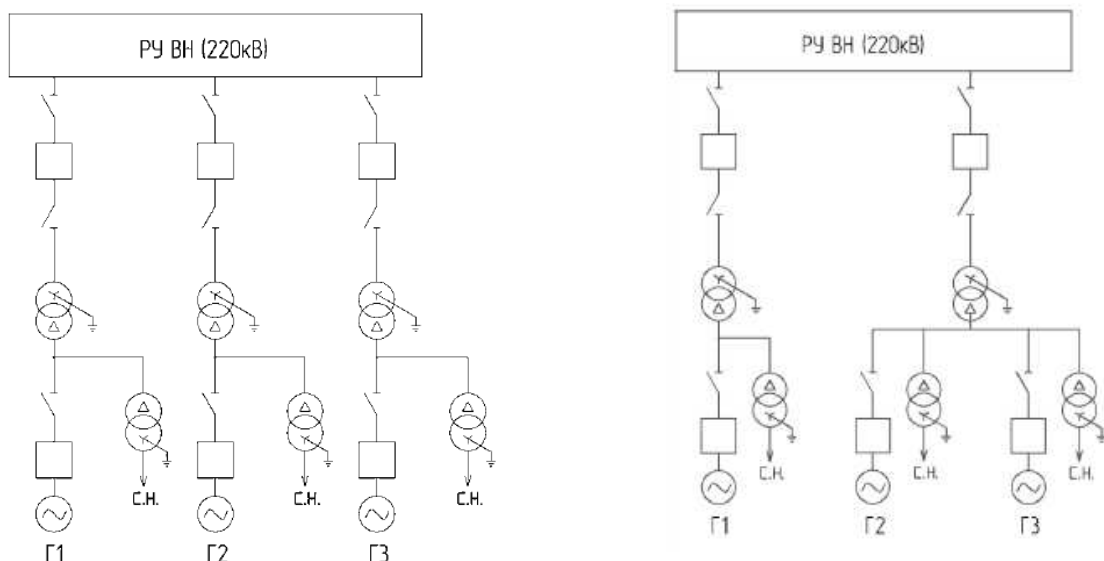 РУ ВН (220кВ)
С.Н.
С.Н.
С.Н.
Г1
Г2
Г3
РУ ВН (220кВ)
С.Н.
С.Н.
С.Н.
Г1
Г2
Г3